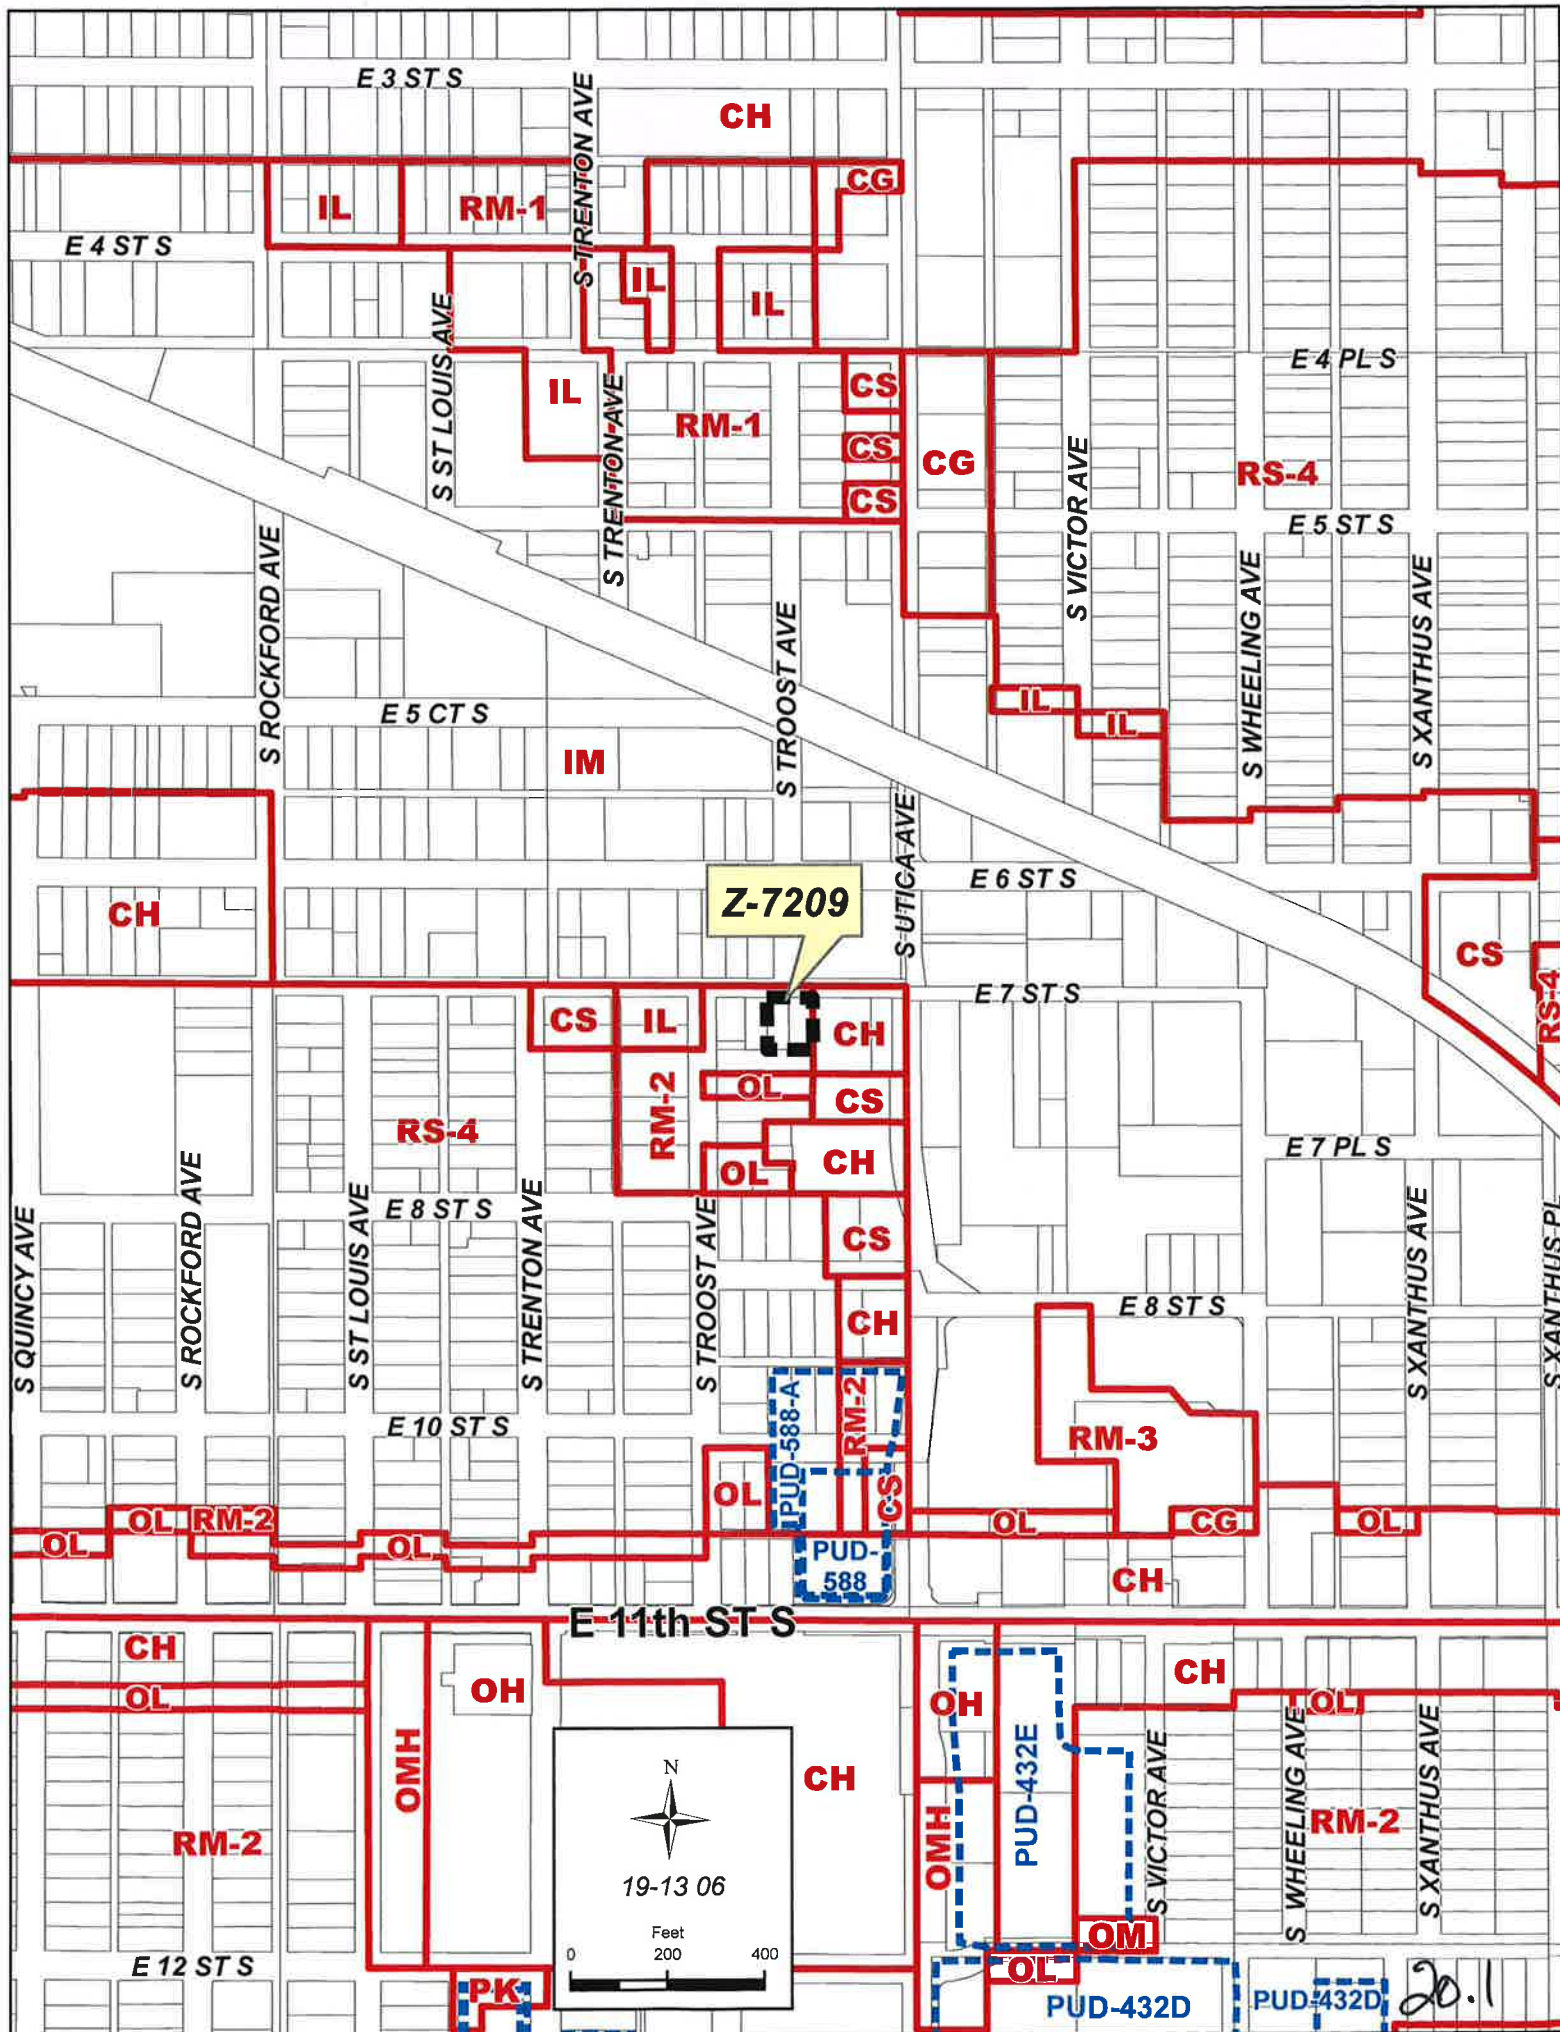 E 3 ST S
S TRENTON AVE
CH
CG
IL
RM-1
E 4 ST S
IL
IL
S ST LOUIS AVE
E 4 PL S
IL
S TRENTON AVE
RM-1
CS
CS
CS
CG
S VICTOR AVE
RS-4
E 5 ST S
S ROCKFORD AVE
S TROOST AVE
S WHEELING AVE
S XANTHUS AVE
IL
IL
E 5 CT S
IM
S UTICA AVE
E 6 ST S
CH
Z-7209
CS
RS-4
E 7 ST S
CS
IL
CH
OL
CS
RM-2
RS-4
E 7 PL S
OL
CH
S QUINCY AVE
S ROCKFORD AVE
S ST LOUIS AVE
E 8 ST S
S TRENTON AVE
S TROOST AVE
CS
S XANTHUS AVE
S XANTHUS PL
E 8 ST S
CH
PUD-588-A
RM-2
E 10 ST S
RM-3
OL
CS
OL
OL
RM-2
OL
OL
CG
OL
PUD-
588
CH
E 11th ST S
CH
OL
OH
OMH
CH
OH
PUD-432E
CH
OL
S VICTOR AVE
S WHEELING AVE
S XANTHUS AVE
RM-2
RM-2
OMH
N
19-13 06
Feet
0 200 400
OM
OL
E 12 ST S
PK
PUD-432D
PUD-432D
20.1